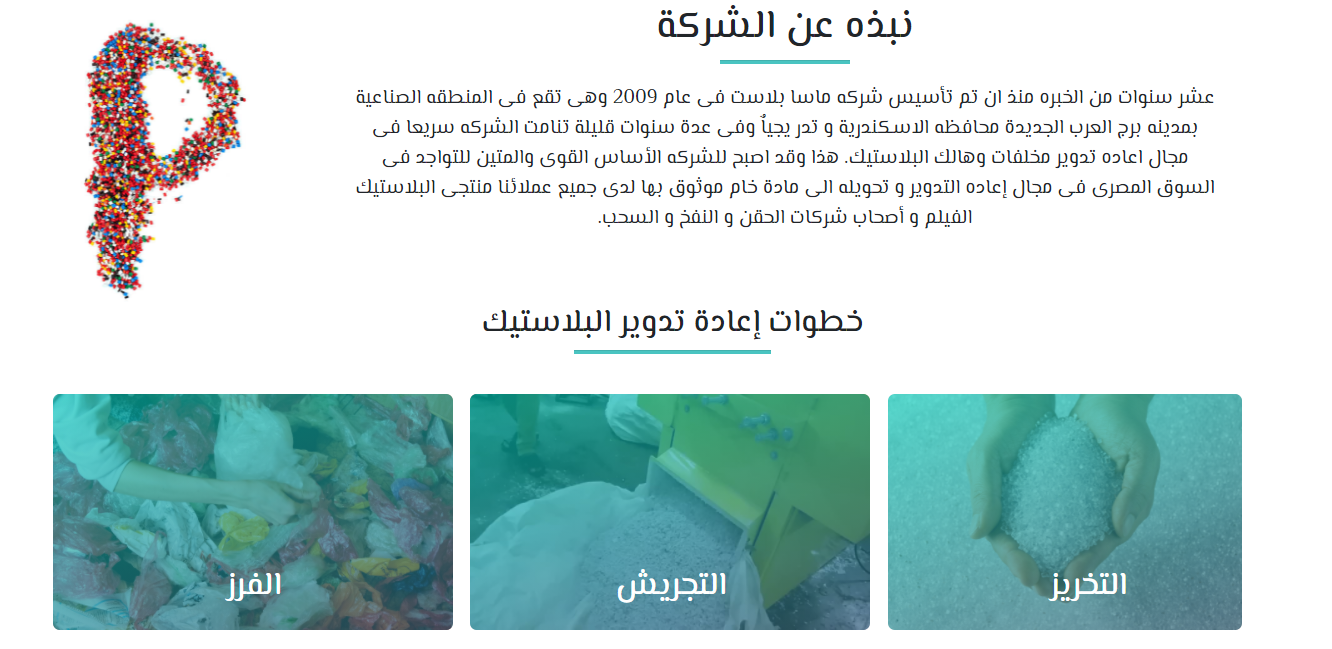 نبذه عن الشركة
عشر سنوات من الخبره منذ ان تم تأسيس شركه ماسا بلاست فى عام 2009 وهى تقع فى المنطقه الصناعية
بمدينه برج العرب الجديدة محافظه الاسكندرية و تدر يجياٌ وفى عدة سنوات قليلة تنامت الشركه سريعا فى
مجال اعاده تدوير مخلفات وهالك البلاستيك. هذا وقد اصبح للشركه الأساس القوى والمتين للتواجد فى
السوق المصرى فى مجال إعاده التدوير و تحويله الى مادة خام موثوق بها لدى جميع عملائنا منتجى البلاستيك
الفيلم و أصحاب شركات الحقن و النفخ و السحب.
خطوات إعادة تدوير البلاستيك
التخريز
التجريش
الفرز